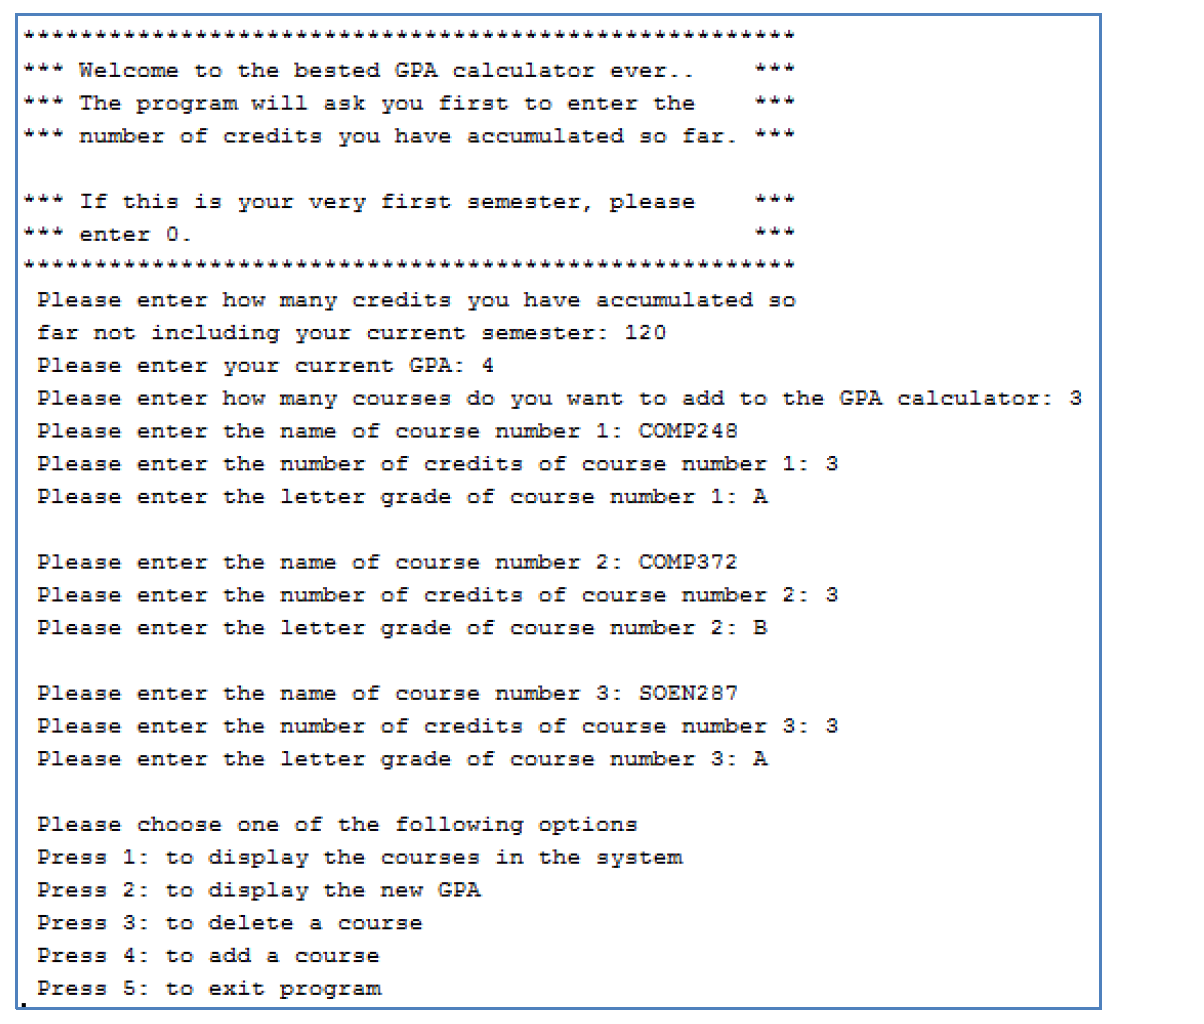 ******************************************************
*** Welcome to the bested GPA calculator ever..    ***
*** The program will ask you first to enter the    ***
*** number of credits you have accumulated so far. ***
*** If this is your very first semester, please    ***
*** enter 0.                                       ***
******************************************************
Please enter how many credits you have accumulated so
far not including your current semester: 120
Please enter your current GPA: 4
Please enter how many courses do you want to add to the GPA calculator: 3
Please enter the name of course number 1: COMP248
Please enter the number of credits of course number 1: 3
Please enter the letter grade of course number 1: A
Please enter the name of course number 2: COMP372
Please enter the number of credits of course number 2: 3
Please enter the letter grade of course number 2: B
Please enter the name of course number 3: SOEN287
Please enter the number of credits of course number 3: 3
Please enter the letter grade of course number 3: A
Please choose one of the following options
Press 1: to display the courses in the system
Press 2: to display the new GPA
Press 3: to delete a course
Press 4: to add a course
Press 5: to exit program